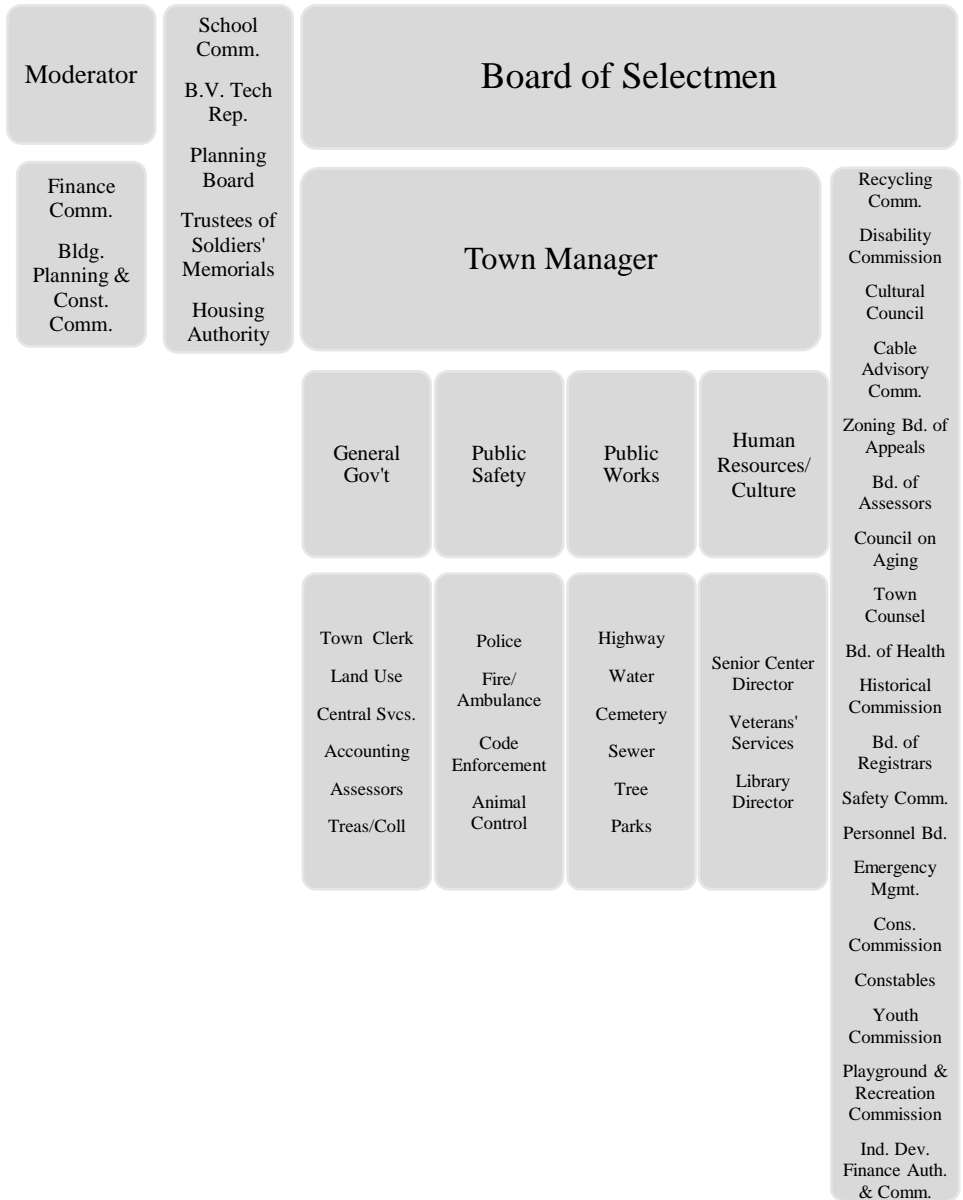 Moderator
Finance
Comm.
Bldg.
Planning &
Const.
Comm.
School
Comm.
B.V. Tech
Rep.
Planning
Board
Trustees of
Soldiers'
Memorials
Housing
Authority
Board of Selectmen
Town Manager
General
Gov't
Public
Safety
Public
Works
Human
Resources/
Culture
Town Clerk
Land Use
Central Svcs.
Accounting
Assessors
Treas/Coll
Police
Fire/
Ambulance
Code
Enforcement
Animal
Control
Highway
Water
Cemetery
Sewer
Tree
Parks
Senior Center
Director
Veterans'
Services
Library
Director
Recycling
Comm.
Disability
Commission
Cultural
Council
Cable
Advisory
Comm.
Zoning Bd. of
Appeals
Bd. of
Assessors
Council on
Aging
Town
Counsel
Bd. of Health
Historical
Commission
Bd. of
Registrars
Safety Comm.
Personnel Bd.
Emergency
Mgmt.
Cons.
Commission
Constables
Youth
Commission
Playground &
Recreation
Commission
Ind. Dev.
Finance Auth.
& Comm.